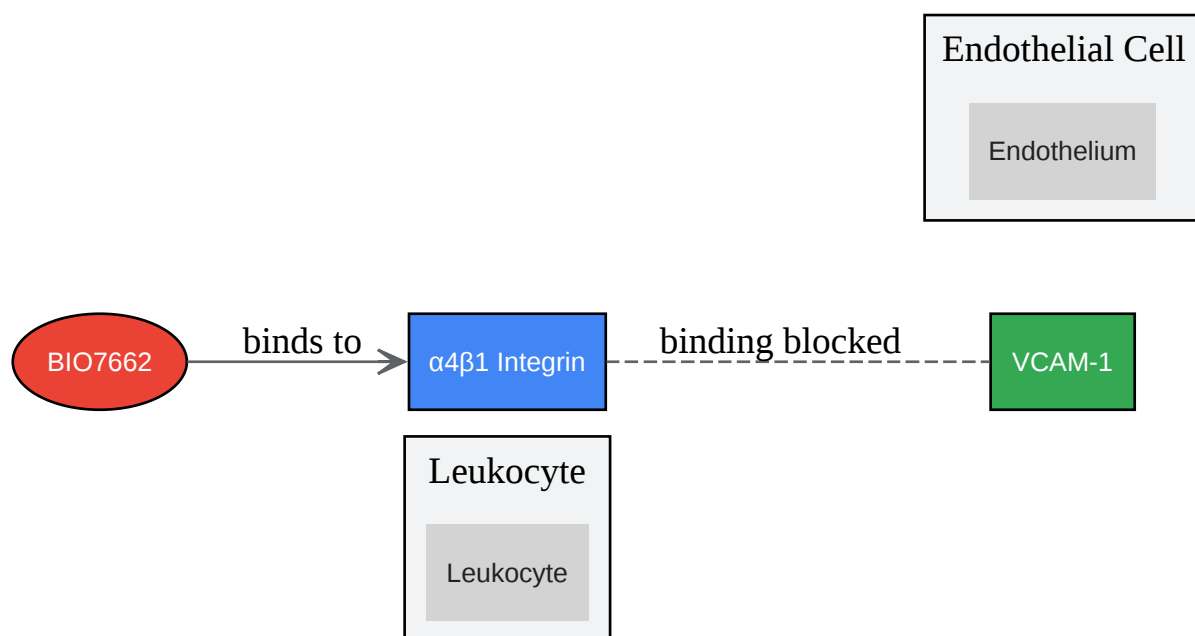 Endothelial Cell
Endothelium
BIO7662
binds to
α4β1 Integrin
binding blocked
VCAM-1
Leukocyte
Leukocyte